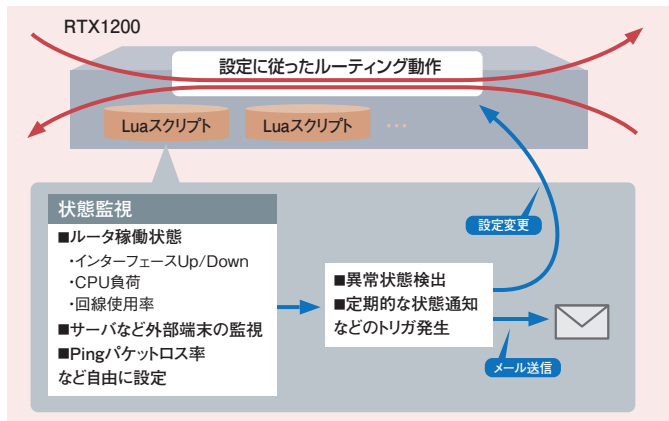 RTX1200
設定に従ったルーティング動作
Luaスクリプト
Luaスクリプト
…
状態監視
■ルータ稼働状態
・インターフェースUp/Down
・CPU負荷
・回線使用率
■サーバなど外部端末の監視
■Pingパケットロス率
など自由に設定
■異常状態検出
■定期的な状態通知
などのトリガ発生
設定変更
メール送信